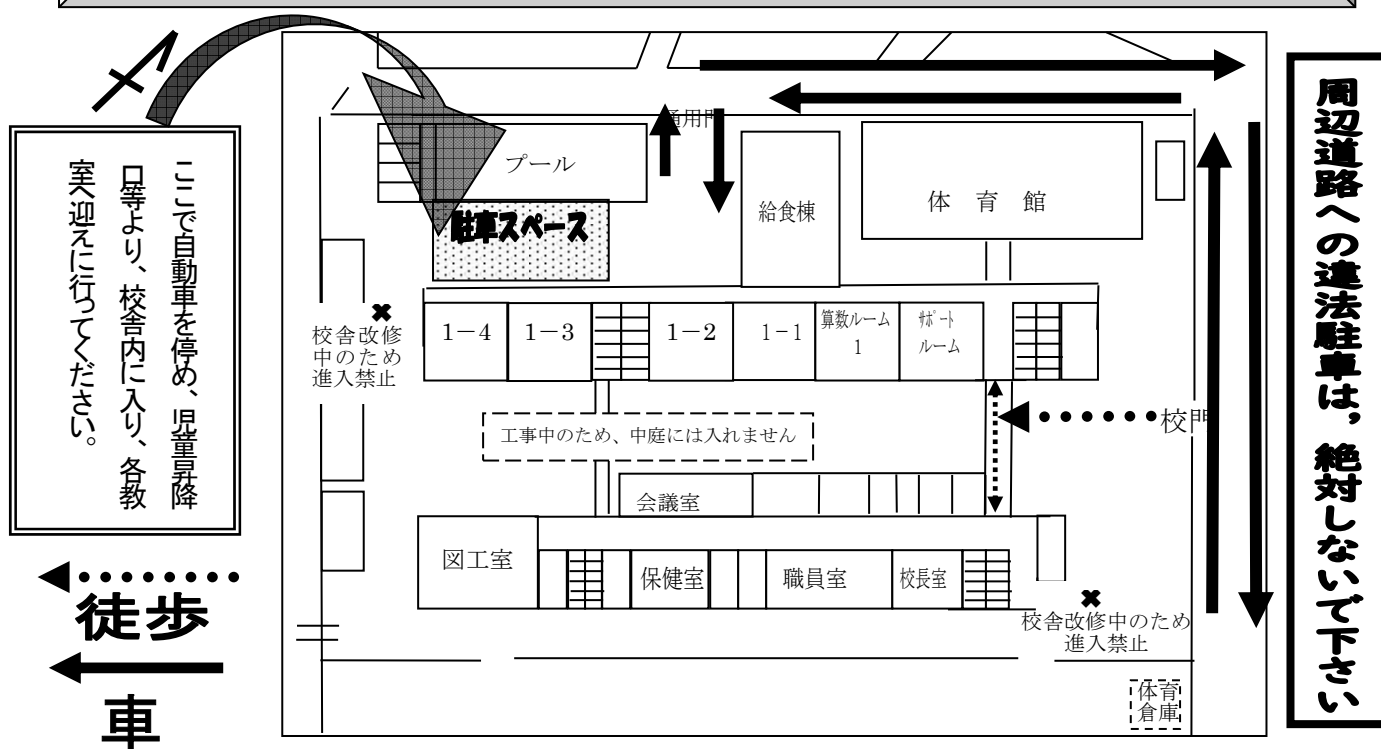 通用門
プール
駐車スペース
給食棟
体 育 館
ここで自動車を停め、児童昇降
口等より、校舎内に入り、各教
室へ迎えに行ってください。
周辺道路への違法駐車は，絶対しないで下さい
✖
校舎改修
中のため
進入禁止
1－4
1－3
1－2
1－1
算数ルーム
1
ｻﾎﾟｰﾄ
ルーム
工事中のため、中庭には入れません
校門
会議室
図工室
保健室
職員室
校長室
✖
校舎改修中のため
進入禁止
体育
倉庫
徒歩
車